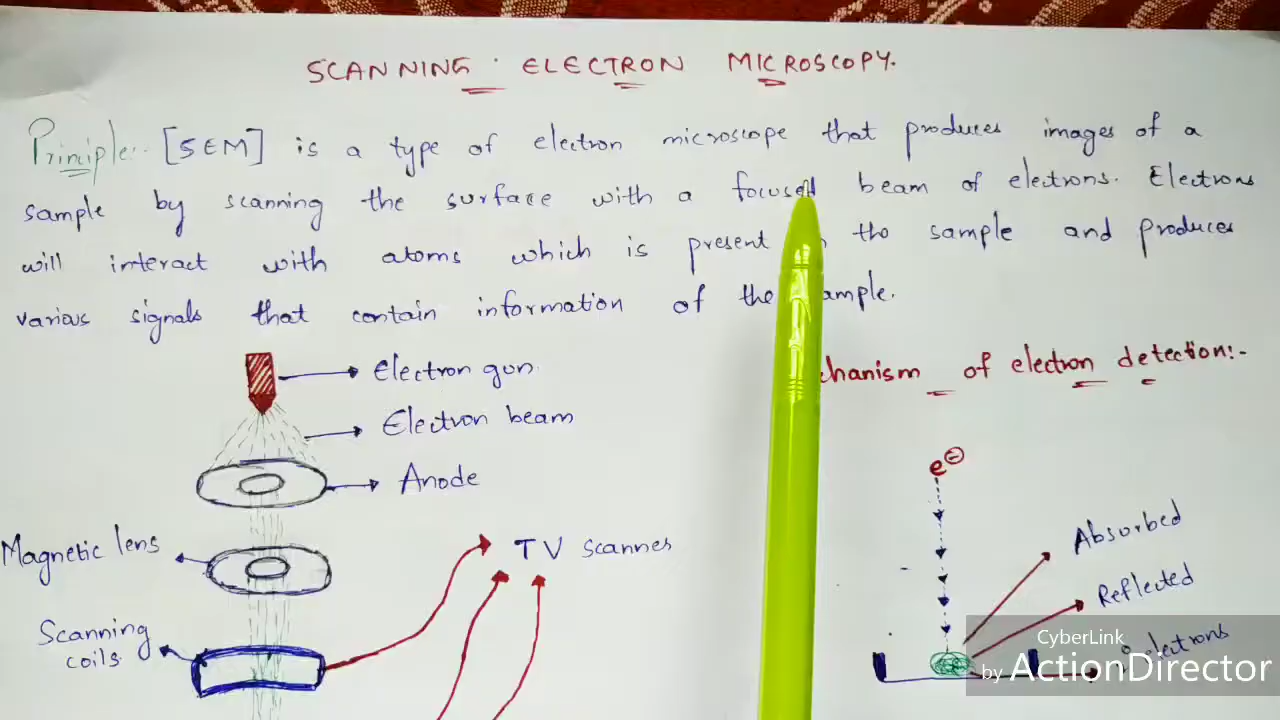 SCANNING ELECTRON MICROSCOPY.
Priniple:- [SEM] is a type of electron microscope that produces images of a
sample by scanning the surface with a focused beam of electrons. Electrons
will interact with atoms which is present the sample and produces
various signals that contain information of the ample.
Electron gun
chanism of electron detection:-
Electron beam
e⊖
Anode
Absorbed
Magnetic lens
TV scanner
Reflected
Scanning
coils.
CyberLink
by ActionDirector